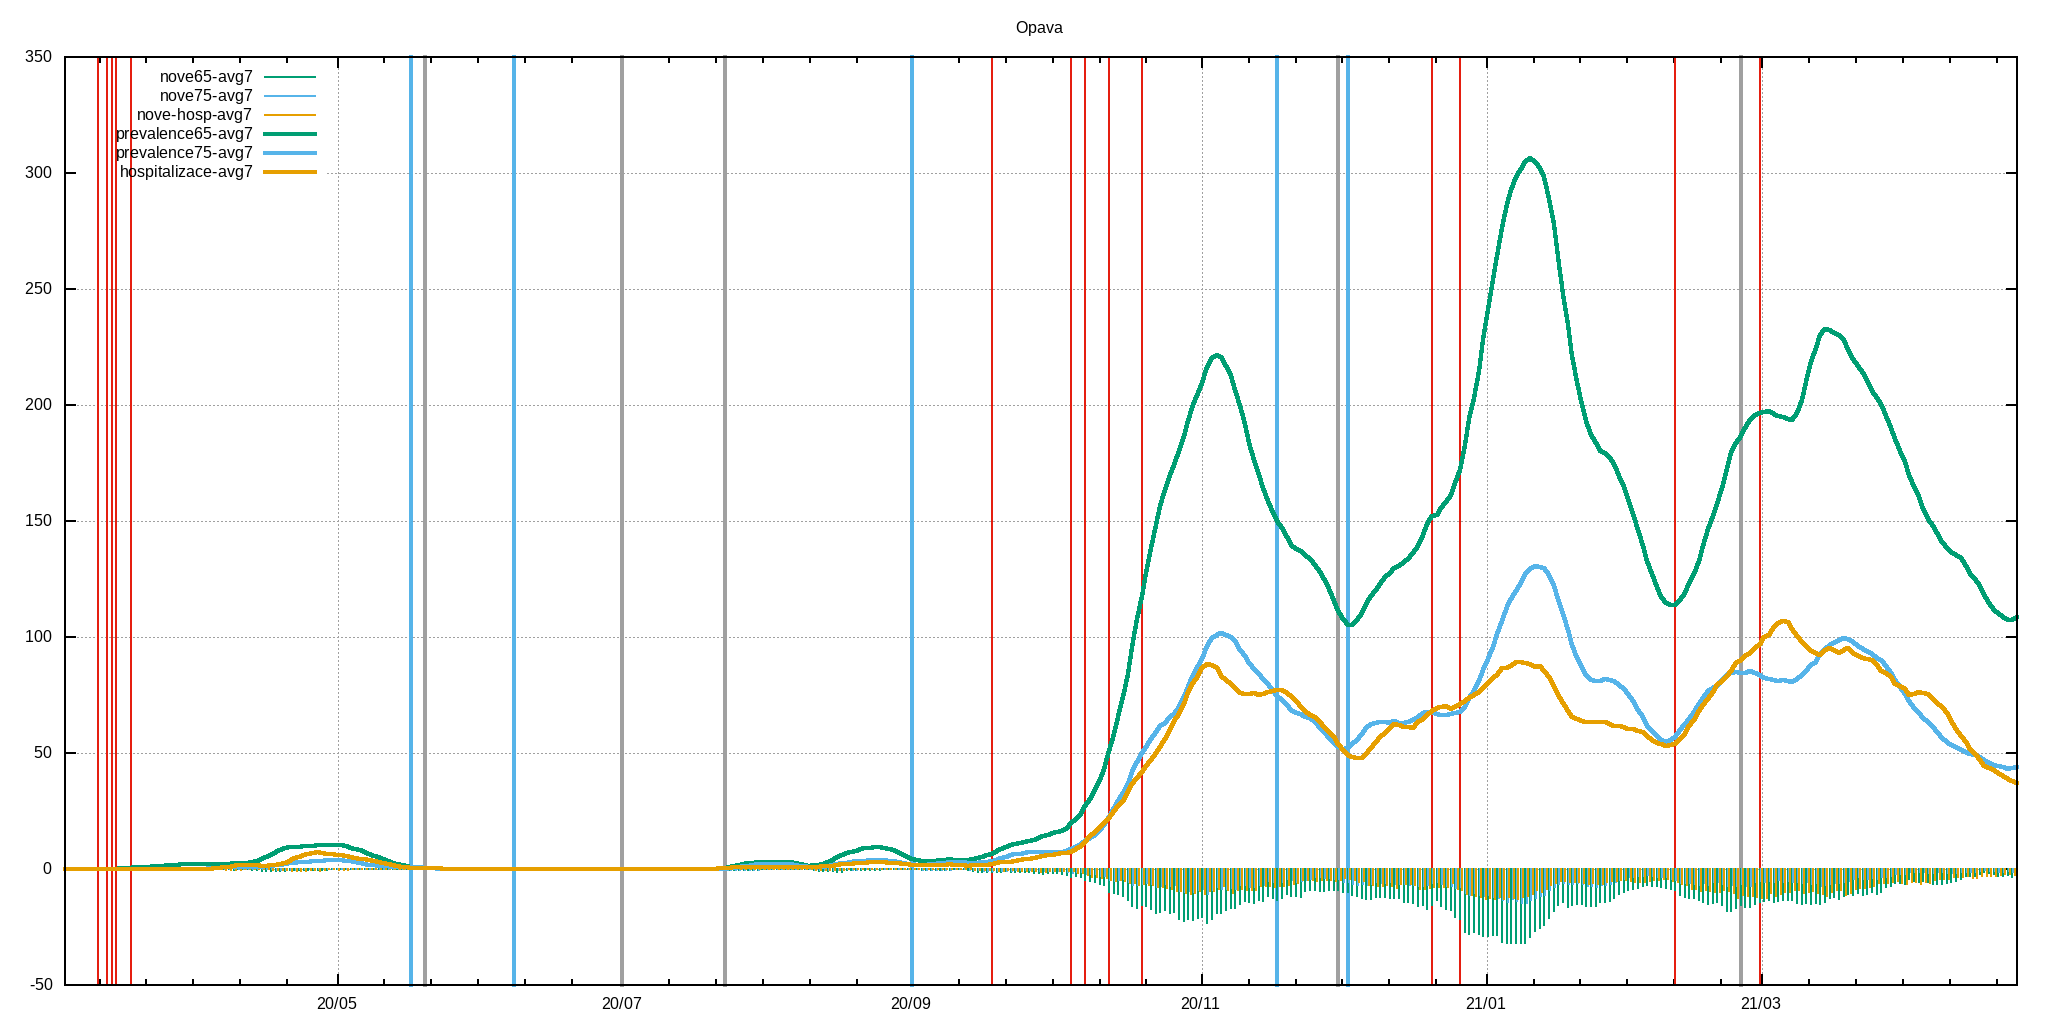 Opava
350
300
250
200
150
100
50
0
-50
nove65-avg7
nove75-avg7
nove-hosp-avg7
prevalence65-avg7
prevalence75-avg7
hospitalizace-avg7
20/05 20/07 20/09 20/11 21/01 21/03